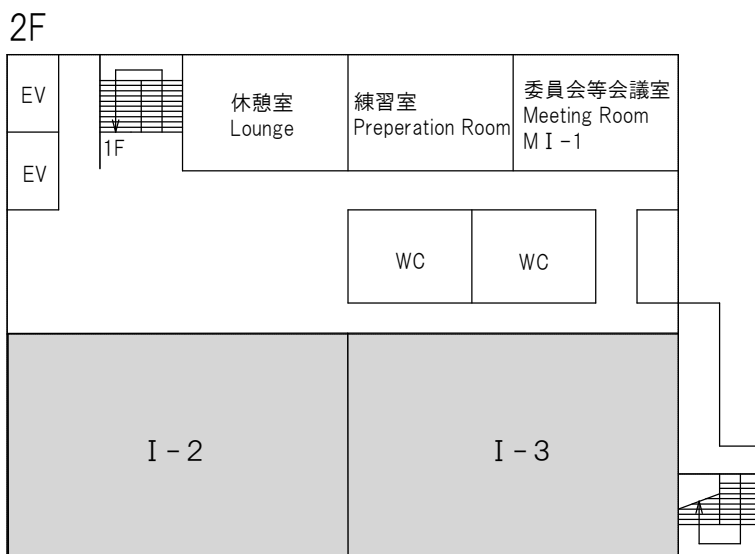 2F
EV
休憩室
Lounge
練習室
Preperation Room
委員会等会議室
Meeting Room
MⅠ-1
1F
EV
WC
WC
Ⅰ-2
Ⅰ-3